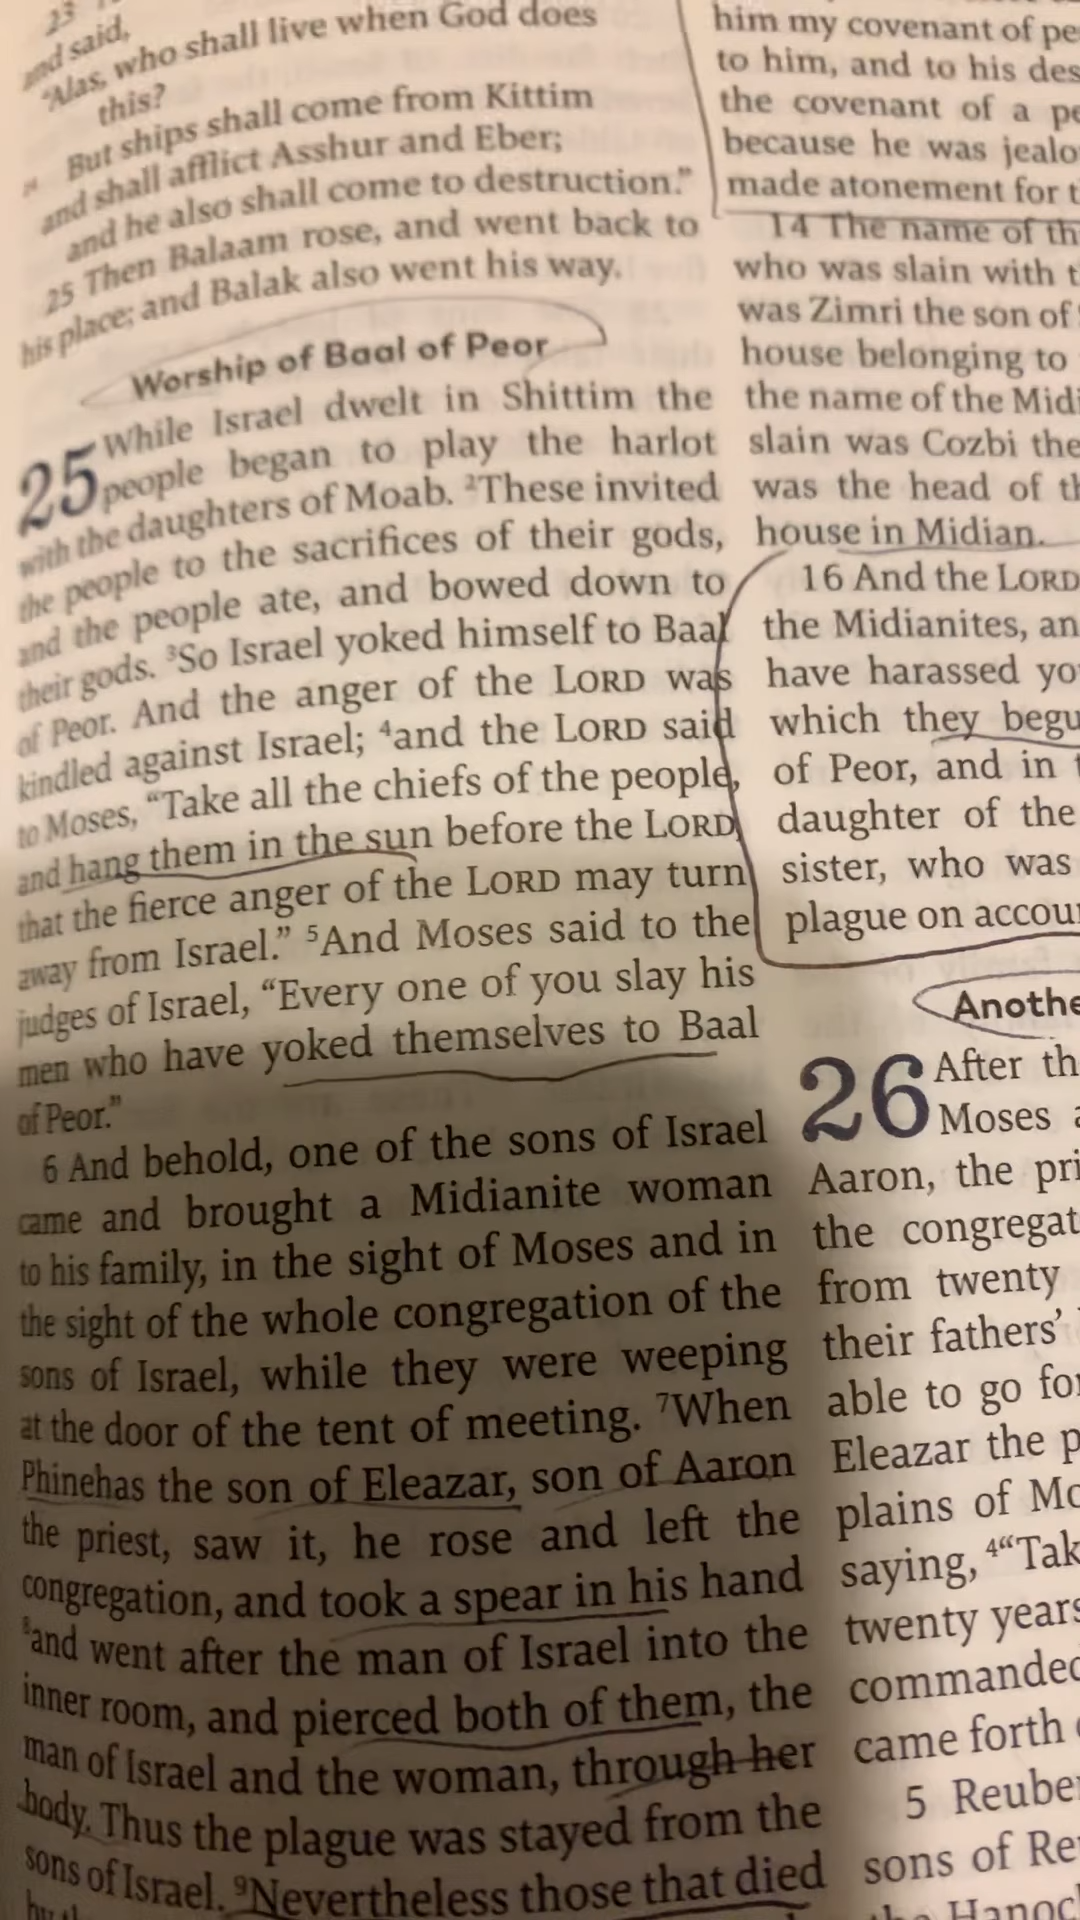 23
and said,
"Alas, who shall live when God does
this?
24 But ships shall come from Kittim
and shall afflict Asshur and Eber;
and he also shall come to destruction."
25 Then Balaam rose, and went back to
his place; and Balak also went his way.
Worship of Baal of Peor
25 While Israel dwelt in Shittim the
people began to play the harlot
with the daughters of Moab. 2These invited
the people to the sacrifices of their gods,
and the people ate, and bowed down to
their gods. 3So Israel yoked himself to Baal
of Peor. And the anger of the LORD was
kindled against Israel; 4and the LORD said
to Moses, “Take all the chiefs of the people,
and hang them in the sun before the LORD,
that the fierce anger of the LORD may turn
away from Israel.” 5And Moses said to the
judges of Israel, “Every one of you slay his
men who have yoked themselves to Baal
of Peor.”
6 And behold, one of the sons of Israel
came and brought a Midianite woman
to his family, in the sight of Moses and in
the sight of the whole congregation of the
sons of Israel, while they were weeping
at the door of the tent of meeting. 7When
Phinehas the son of Eleazar, son of Aaron
the priest, saw it, he rose and left the
congregation, and took a spear in his hand
8and went after the man of Israel into the
inner room, and pierced both of them, the
man of Israel and the woman, through her
body. Thus the plague was stayed from the
sons of Israel. 9Nevertheless those that died
him my covenant of pe
to him, and to his des
the covenant of a pe
because he was jealo
made atonement for t
14 The name of th
who was slain with t
was Zimri the son of
house belonging to
the name of the Midi
slain was Cozbi the
was the head of th
house in Midian.
16 And the LORD
the Midianites, an
have harassed yo
which they begu
of Peor, and in t
daughter of the
sister, who was
plague on accou
Anothe
26 After th
Moses a
Aaron, the pri
the congregat
from twenty
their fathers’
able to go for
Eleazar the p
plains of Mo
saying, 4“Tak
twenty years
commanded
came forth
5 Reube
sons of Re
Hanoc